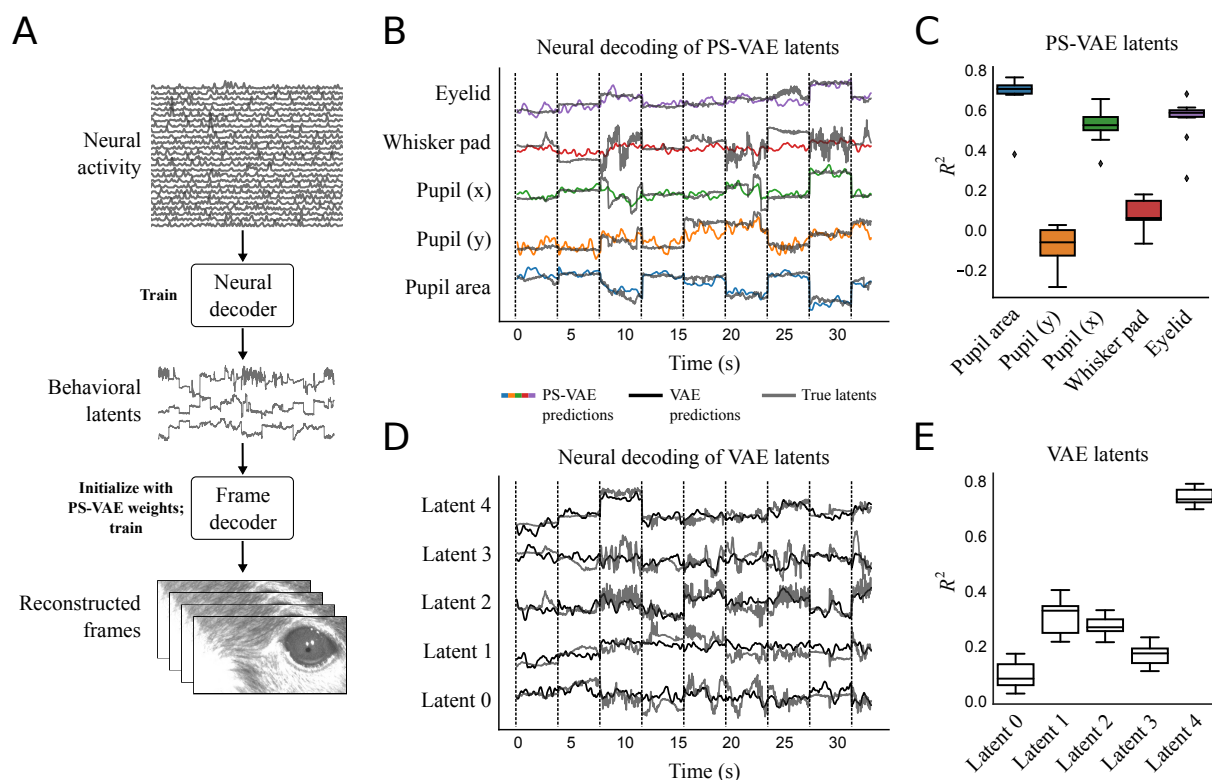 A
Neural
activity
Train
Neural
decoder
Behavioral
latents
Initialize with
PS-VAE weights;
train
Frame
decoder
Reconstructed
frames
B
Neural decoding of PS-VAE latents
Eyelid
Whisker pad
Pupil (x)
Pupil (y)
Pupil area
0 5 10 15 20 25 30
Time (s)
PS-VAE
predictions
VAE
predictions
True latents
C
PS-VAE latents
0.8
0.6
0.4
0.2
0.0
−0.2
R²
Pupil area
Pupil (y)
Pupil (x)
Whisker pad
Eyelid
D
Neural decoding of VAE latents
Latent 4
Latent 3
Latent 2
Latent 1
Latent 0
0 5 10 15 20 25 30
Time (s)
E
VAE latents
0.8
0.6
0.4
0.2
0.0
R²
Latent 0
Latent 1
Latent 2
Latent 3
Latent 4